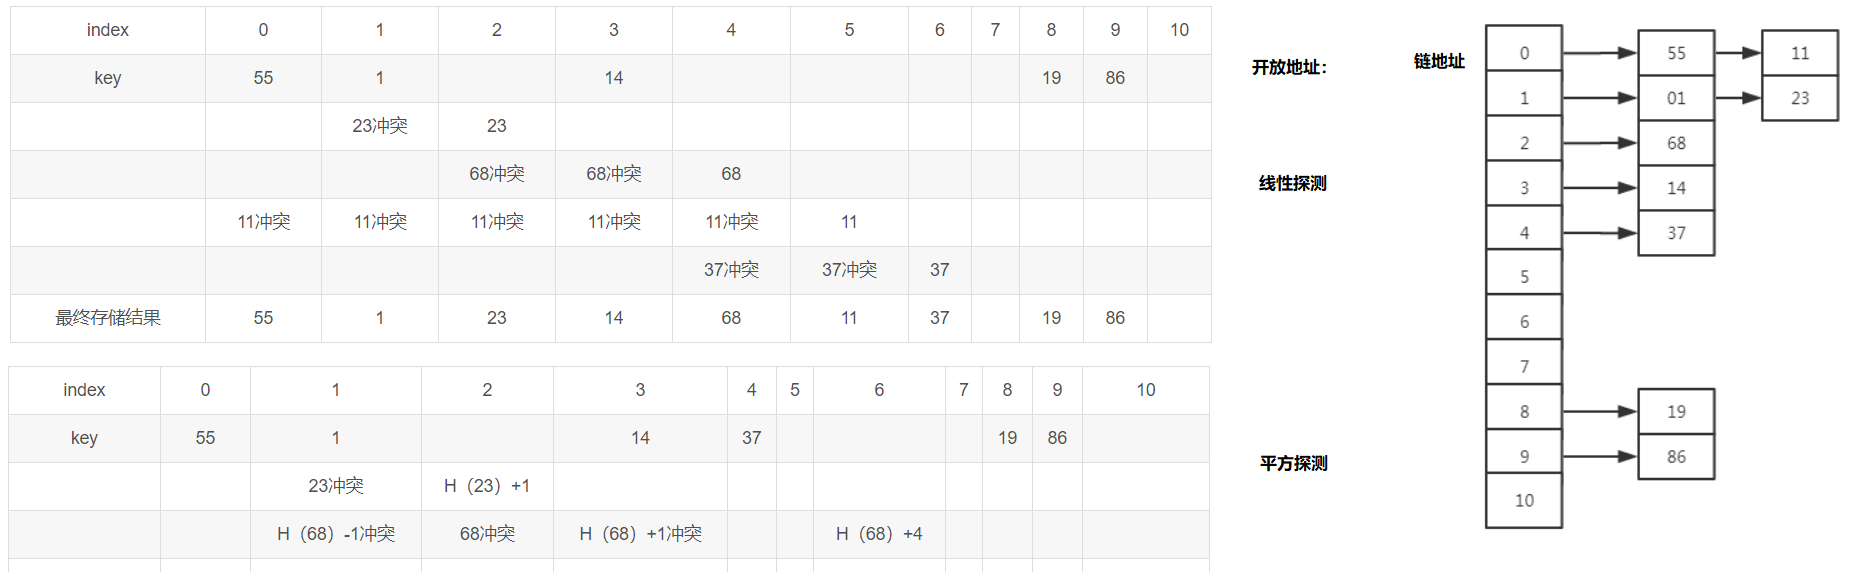 index 0 1 2 3 4 5 6 7 8 9 10
key 55 1 14 19 86
23冲突 23
68冲突 68冲突 68
11冲突 11冲突 11冲突 11冲突 11冲突 11
37冲突 37冲突 37
最终存储结果 55 1 23 14 68 11 37 19 86
index 0 1 2 3 4 5 6 7 8 9 10
key 55 1 14 37 19 86
23冲突 H（23）+1
H（68）-1冲突 68冲突 H（68）+1冲突 H（68）+4
开放地址：
线性探测
平方探测
链地址
0 55 11
1 01 23
2 68
3 14
4 37
5
6
7
8 19
9 86
10